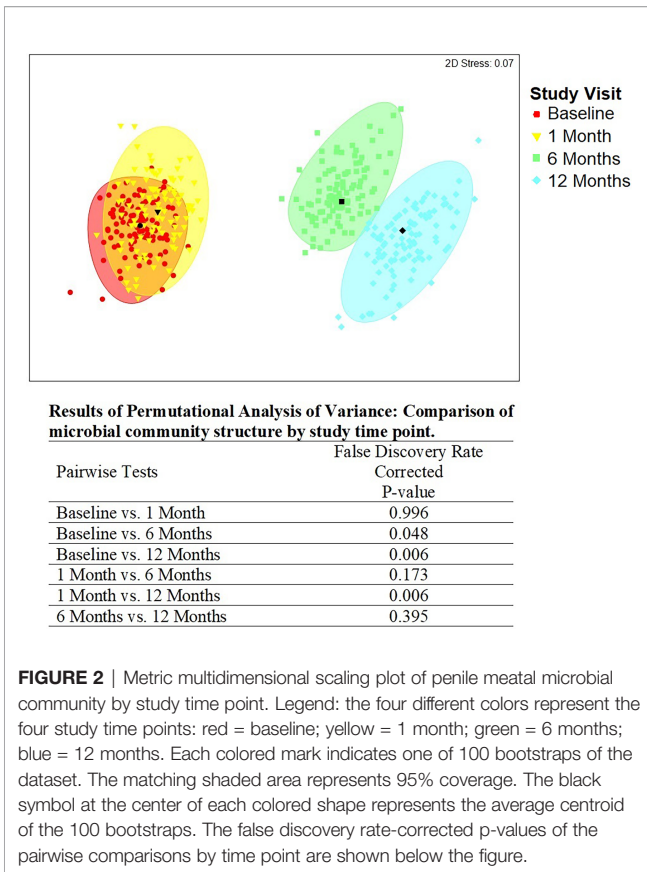 2D Stress: 0.07
Study Visit
Baseline
1 Month
6 Months
12 Months
Results of Permutational Analysis of Variance: Comparison of
microbial community structure by study time point.
Pairwise Tests
False Discovery Rate
Corrected
P-value
Baseline vs. 1 Month 0.996
Baseline vs. 6 Months 0.048
Baseline vs. 12 Months 0.006
1 Month vs. 6 Months 0.173
1 Month vs. 12 Months 0.006
6 Months vs. 12 Months 0.395
FIGURE 2 | Metric multidimensional scaling plot of penile meatal microbial
community by study time point. Legend: the four different colors represent the
four study time points: red = baseline; yellow = 1 month; green = 6 months;
blue = 12 months. Each colored mark indicates one of 100 bootstraps of the
dataset. The matching shaded area represents 95% coverage. The black
symbol at the center of each colored shape represents the average centroid
of the 100 bootstraps. The false discovery rate-corrected p-values of the
pairwise comparisons by time point are shown below the figure.